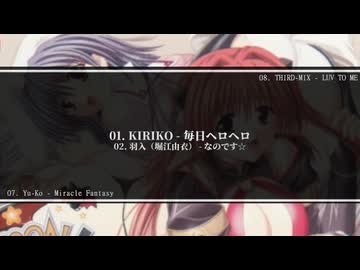 08. THIRD-MIX - LUV TO ME
01. KIRIKO - 毎日ヘロヘロ
02. 羽入（堀江由衣） - なのです☆
07. Yu-Ko - Miracle Fantasy